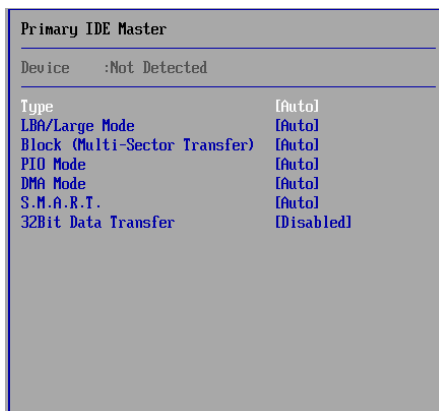 Primary IDE Master
Device :Not Detected
Type [Auto]
LBA/Large Mode [Auto]
Block (Multi-Sector Transfer) [Auto]
PIO Mode [Auto]
DMA Mode [Auto]
S.M.A.R.T. [Auto]
32Bit Data Transfer [Disabled]